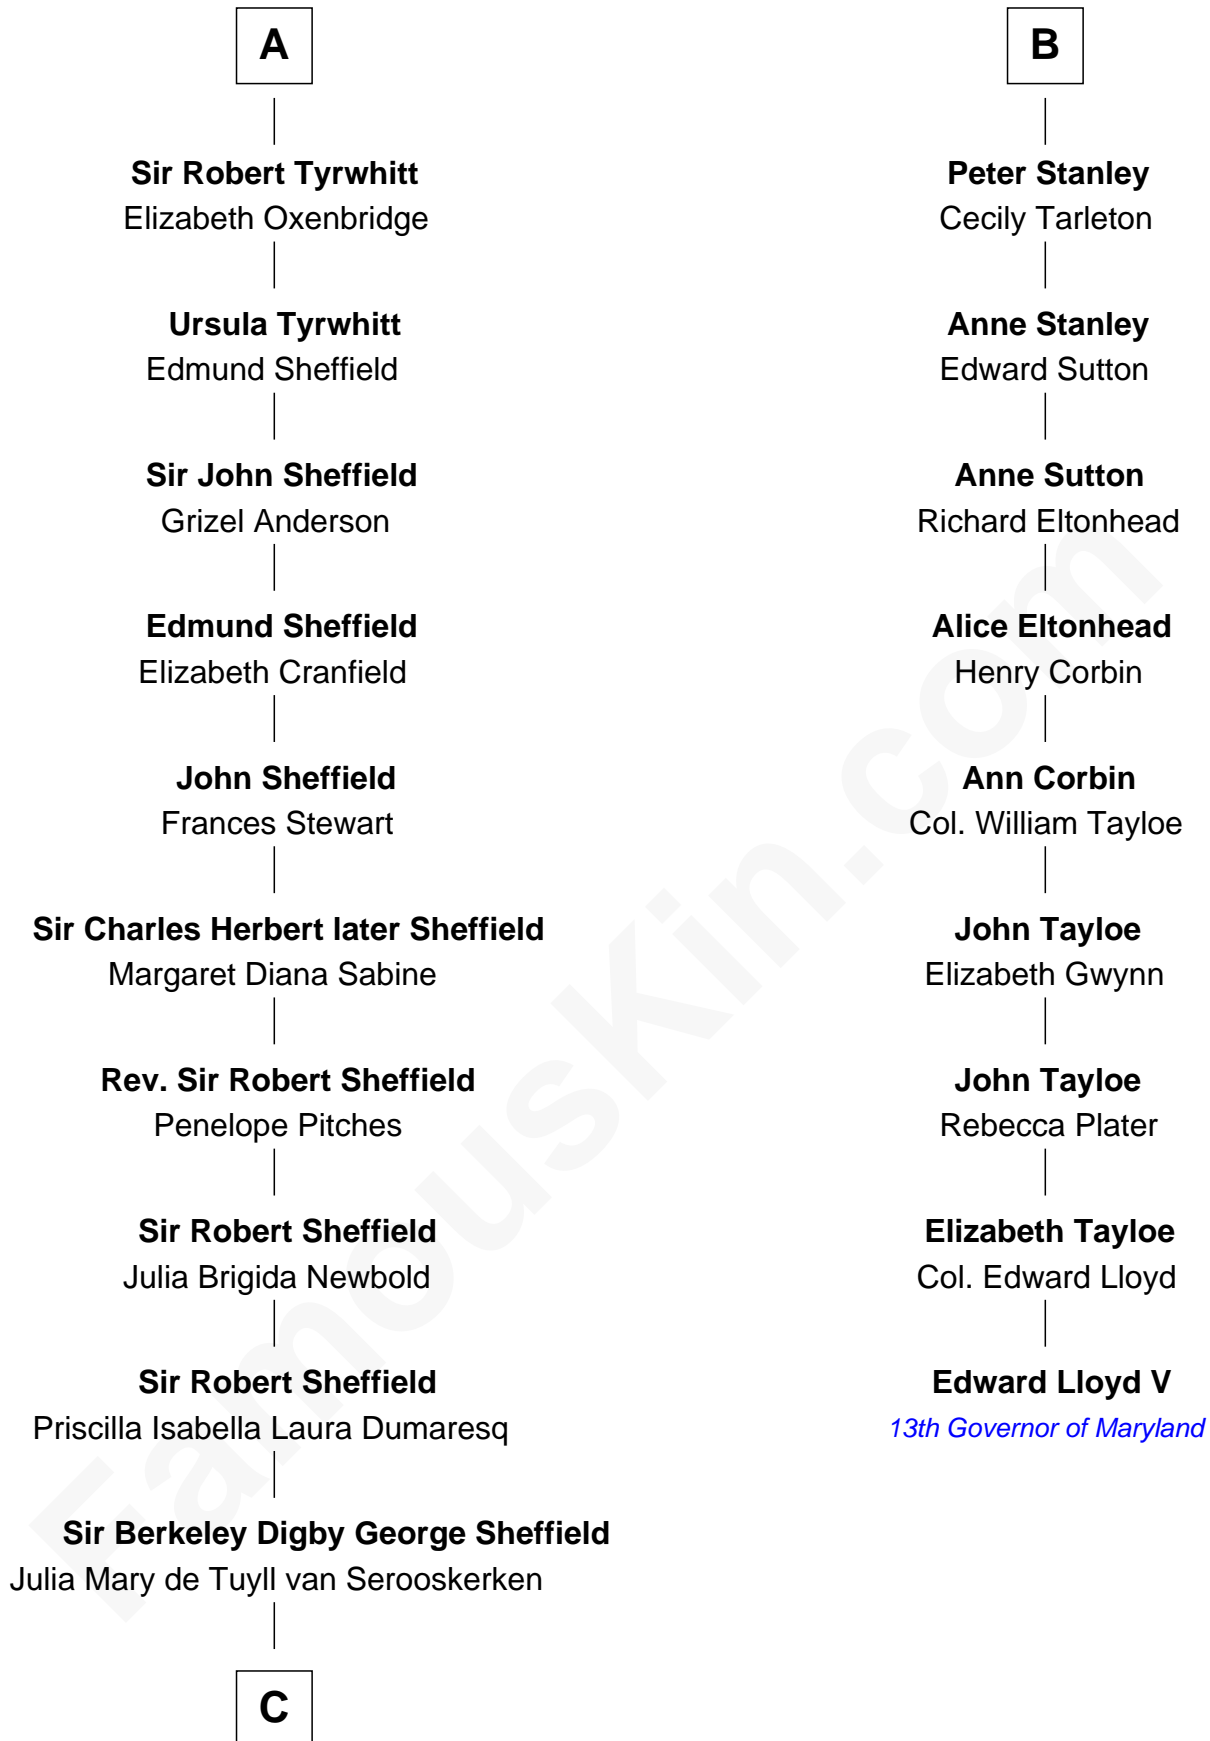 A
Sir Robert Tyrwhitt
Elizabeth Oxenbridge
Ursula Tyrwhitt
Edmund Sheffield
Sir John Sheffield
Grizel Anderson
Edmund Sheffield
Elizabeth Cranfield
John Sheffield
Frances Stewart
Sir Charles Herbert later Sheffield
Margaret Diana Sabine
Rev. Sir Robert Sheffield
Penelope Pitches
Sir Robert Sheffield
Julia Brigida Newbold
Sir Robert Sheffield
Priscilla Isabella Laura Dumaresq
Sir Berkeley Digby George Sheffield
Julia Mary de Tuyll van Serooskerken
C
B
Peter Stanley
Cecily Tarleton
Anne Stanley
Edward Sutton
Anne Sutton
Richard Eltonhead
Alice Eltonhead
Henry Corbin
Ann Corbin
Col. William Tayloe
John Tayloe
Elizabeth Gwynn
John Tayloe
Rebecca Plater
Elizabeth Tayloe
Col. Edward Lloyd
Edward Lloyd V
13th Governor of Maryland
FamousKin.com